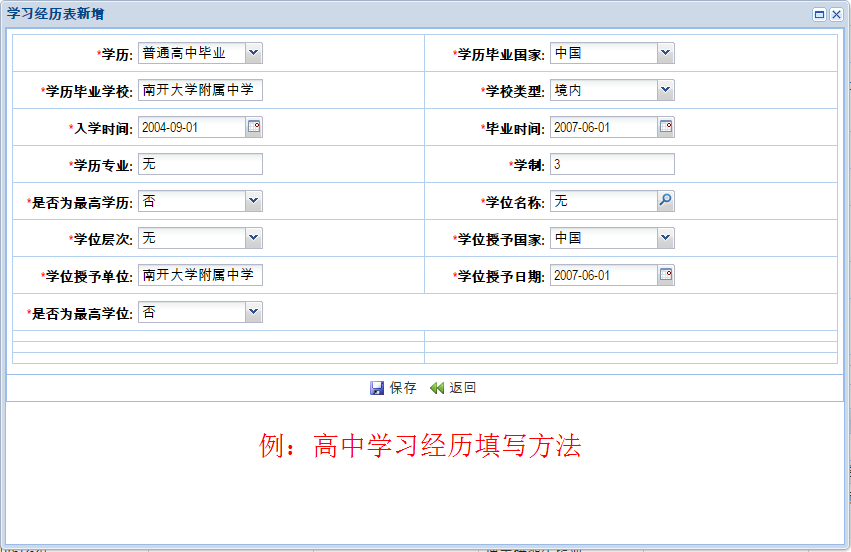 学习经历表新增
*学历: 普通高中毕业 *学历毕业国家: 中国
*学历毕业学校: 南开大学附属中学 *学校类型: 境内
*入学时间: 2004-09-01 *毕业时间: 2007-06-01
*学历专业: 无 *学制: 3
*是否为最高学历: 否 *学位名称: 无
*学位层次: 无 *学位授予国家: 中国
*学位授予单位: 南开大学附属中学 *学位授予日期: 2007-06-01
*是否为最高学位: 否
保存 返回
例：高中学习经历填写方法